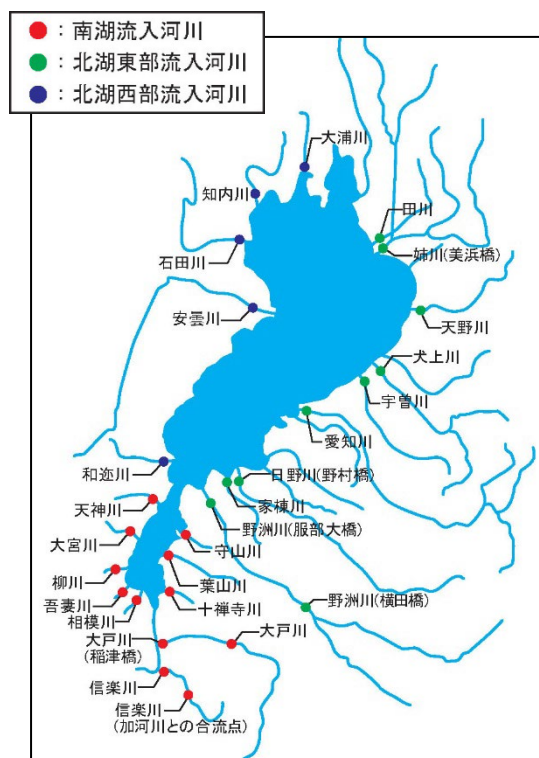 ●：南湖流入河川
●：北湖東部流入河川
●：北湖西部流入河川
大浦川
知内川
田川
石田川
姉川(美浜橋)
安曇川
天野川
犬上川
宇曽川
愛知川
和迩川
日野川(野村橋)
天神川
家棟川
野洲川(服部大橋)
大宮川
守山川
柳川
葉山川
吾妻川
十禅寺川
野洲川(横田橋)
相模川
大戸川
(稲津橋)
大戸川
信楽川
信楽川
(加河川との合流点)